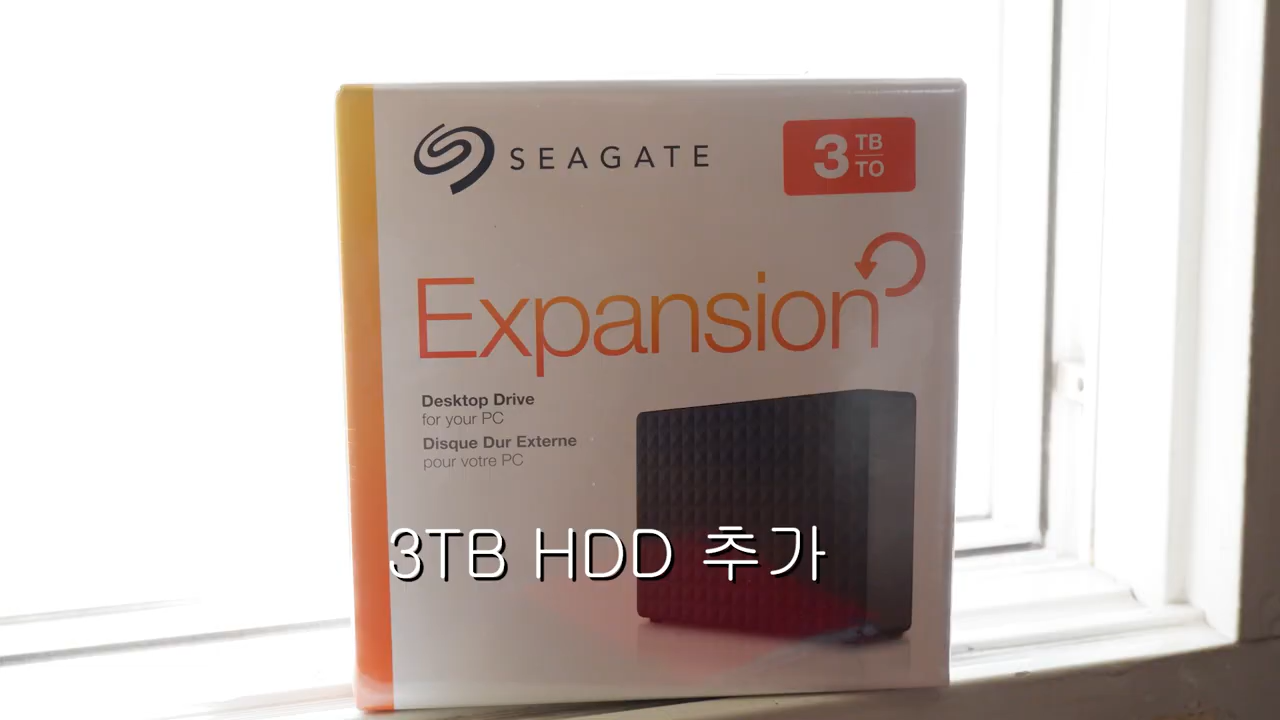 SEAGATE
3 TB
TO
Expansion
Desktop Drive
for your PC
Disque Dur Externe
pour votre PC
3TB HDD 추가